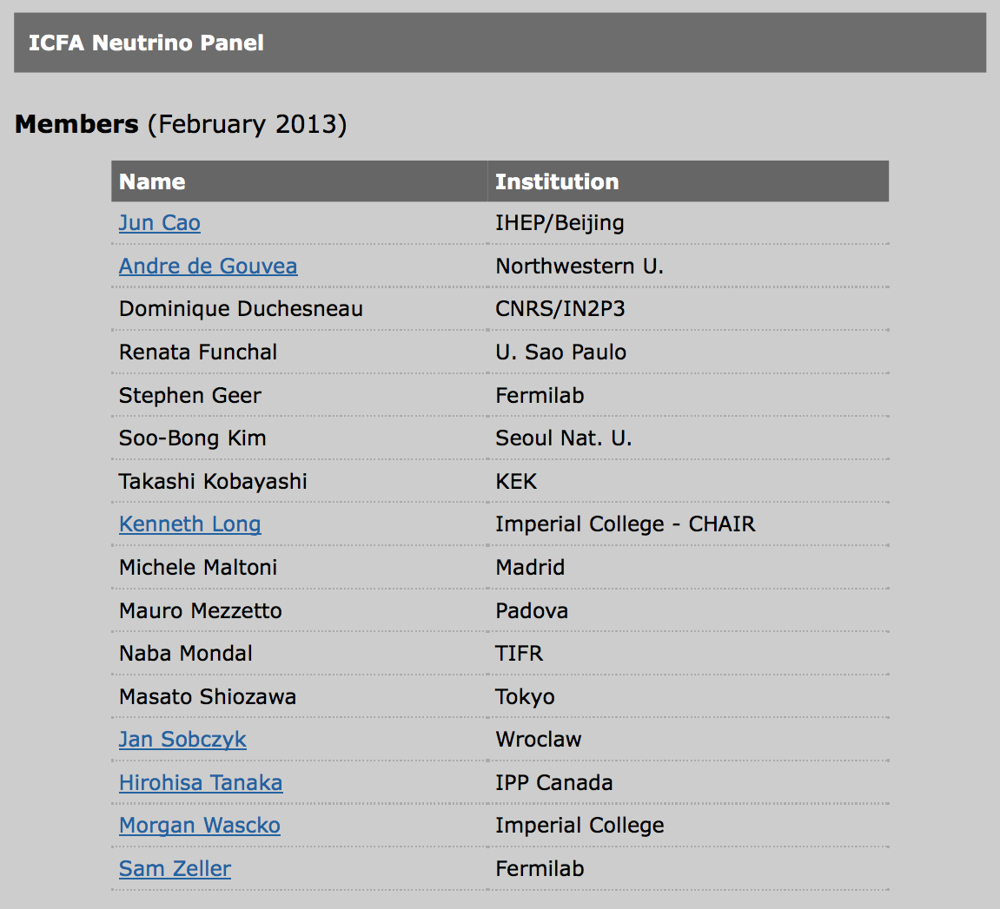 ICFA Neutrino Panel
Members (February 2013)
Name Institution
Jun Cao IHEP/Beijing
Andre de Gouvea Northwestern U.
Dominique Duchesneau CNRS/IN2P3
Renata Funchal U. Sao Paulo
Stephen Geer Fermilab
Soo-Bong Kim Seoul Nat. U.
Takashi Kobayashi KEK
Kenneth Long Imperial College - CHAIR
Michele Maltoni Madrid
Mauro Mezzetto Padova
Naba Mondal TIFR
Masato Shiozawa Tokyo
Jan Sobczyk Wroclaw
Hirohisa Tanaka IPP Canada
Morgan Wascko Imperial College
Sam Zeller Fermilab